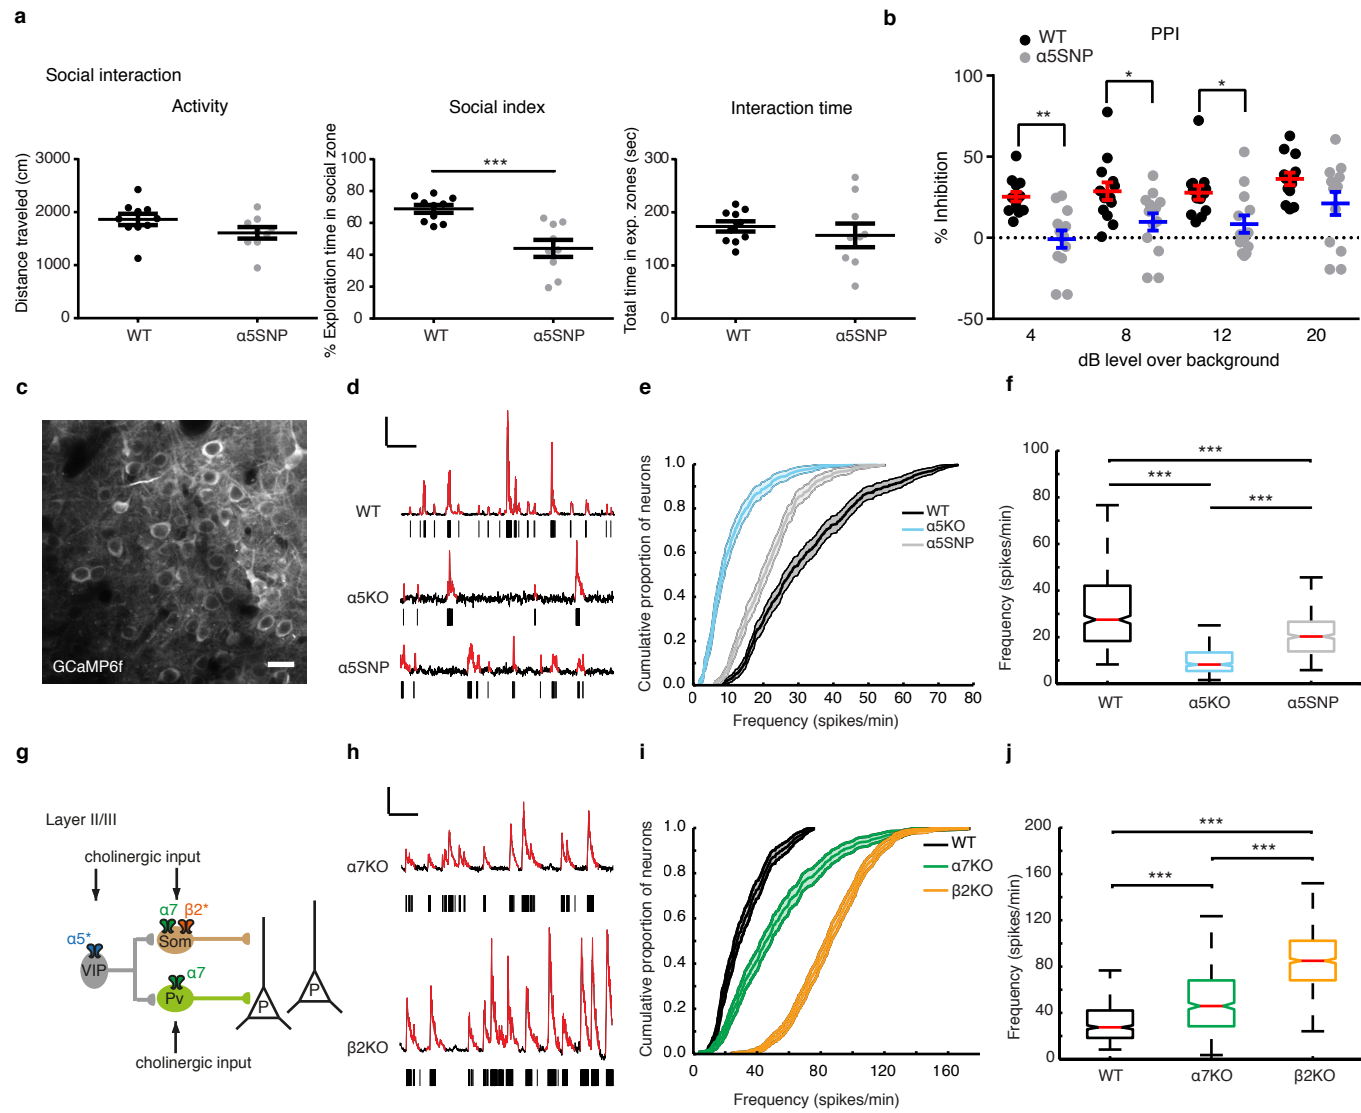 a
Social interaction
Activity
Distance traveled (cm)
3000
2000
1000
0
WT
α5SNP
Social index
% Exploration time in social zone
100
80
60
40
20
0
***
WT
α5SNP
Interaction time
Total time in exp. zones (sec)
300
200
100
0
WT
α5SNP
b
PPI
WT
α5SNP
% Inhibition
100
50
0
-50
**
*
*
4
8
12
20
dB level over background
c
GCaMP6f
d
WT
α5KO
α5SNP
e
Cumulative proportion of neurons
1.0
0.8
0.6
0.4
0.2
0.0
WT
α5KO
α5SNP
0
10
20
30
40
50
60
70
80
Frequency (spikes/min)
f
Frequency (spikes/min)
100
80
60
40
20
0
***
***
***
WT
α5KO
α5SNP
g
Layer II/III
cholinergic input
α7
β2*
α5*
Som
VIP
α7
Pv
P
P
cholinergic input
h
α7KO
β2KO
i
Cumulative proportion of neurons
1.0
0.8
0.6
0.4
0.2
0.0
WT
α7KO
β2KO
0
40
80
120
160
Frequency (spikes/min)
j
Frequency (spikes/min)
200
160
120
80
40
0
***
***
***
WT
α7KO
β2KO